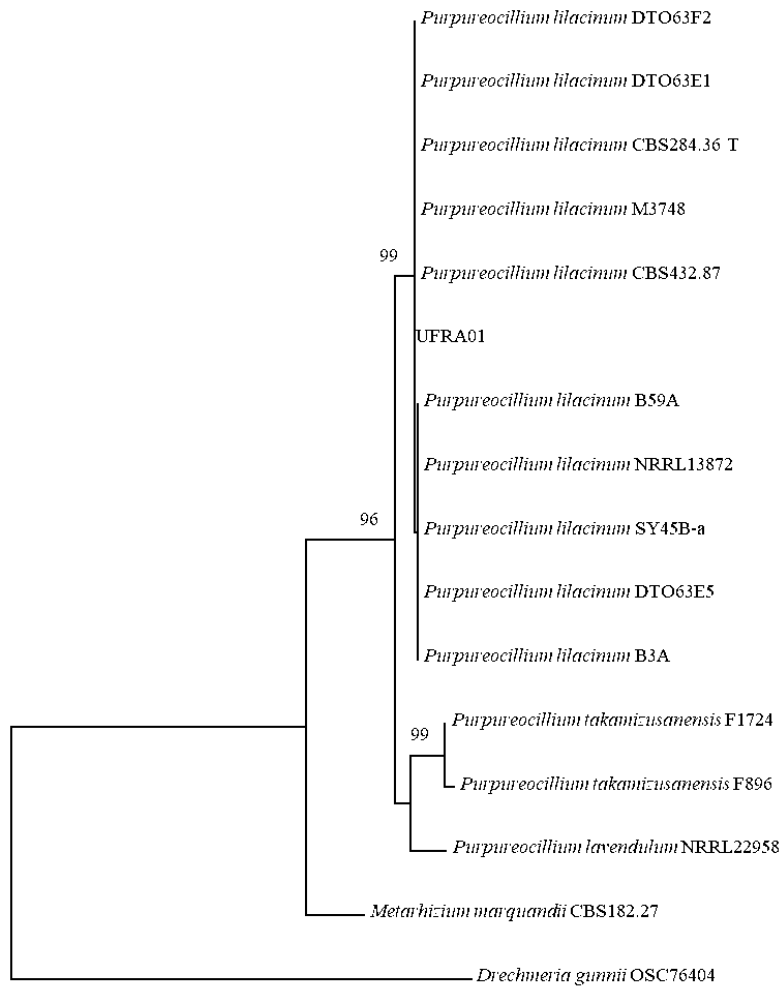 Purpureocillium lilacinum DTO63F2
Purpureocillium lilacinum DTO63E1
Purpureocillium lilacinum CBS284.36 T
Purpureocillium lilacinum M3748
99
Purpureocillium lilacinum CBS432.87
UFRA01
Purpureocillium lilacinum B59A
Purpureocillium lilacinum NRRL13872
96
Purpureocillium lilacinum SY45B-a
Purpureocillium lilacinum DTO63E5
Purpureocillium lilacinum B3A
Purpureocillium takamizusanensis F1724
99
Purpureocillium takamizusanensis F896
Purpureocillium lavendulum NRRL22958
Metarhizium marquandii CBS182.27
Drechmeria gunnii OSC76404